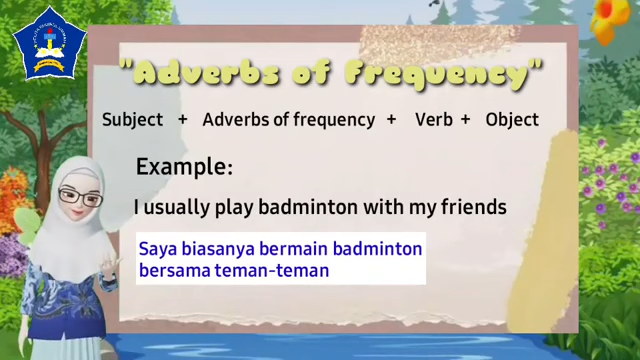 "Adverbs of Frequency"
Subject + Adverbs of frequency + Verb + Object
Example:
I usually play badminton with my friends
Saya biasanya bermain badminton
bersama teman-teman